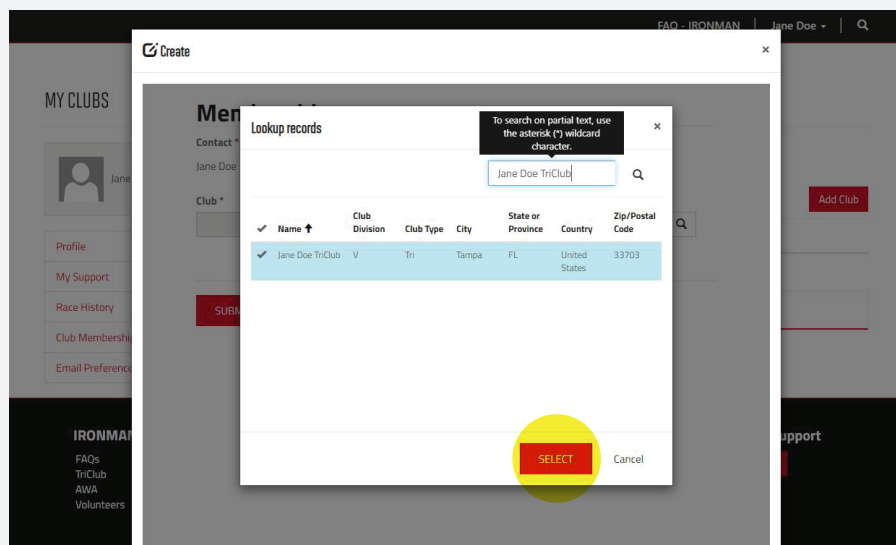 FAQ - IRONMAN | Jane Doe |
Create ×
MY CLUBS
Mem
Contact *
Jane Doe
Club *
Jane
Add Club
Profile
My Support
Race History
Club Membershi
Email Preference
SUBM
Lookup records ×
To search on partial text, use
the asterisk (*) wildcard
character.
Jane Doe TriClub
Name Club Division Club Type City State or Province Country Zip/Postal Code
Jane Doe TriClub V Tri Tampa FL United States 33703
SELECT Cancel
IRONMAN
FAQs
TriClub
AWA
Volunteers
upport